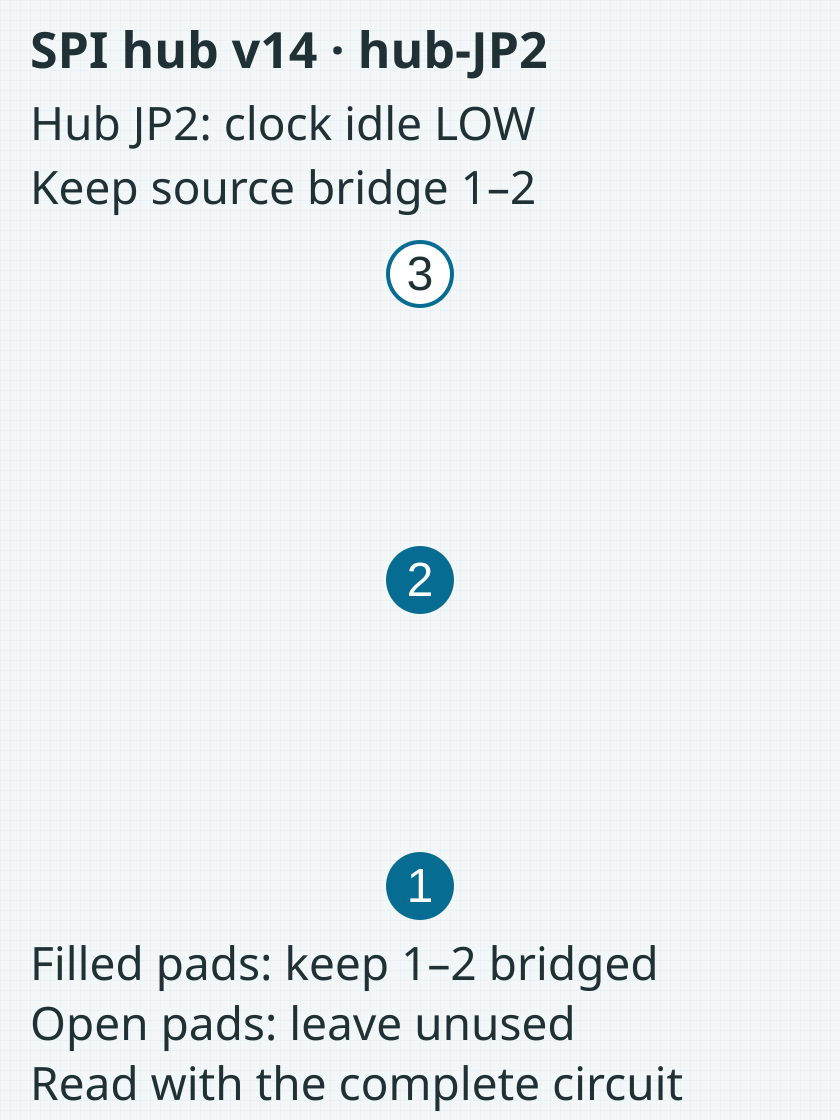 SPI hub v14 · hub-JP2
Hub JP2: clock idle LOW
Keep source bridge 1–2
3
2
1
Filled pads: keep 1–2 bridged
Open pads: leave unused
Read with the complete circuit